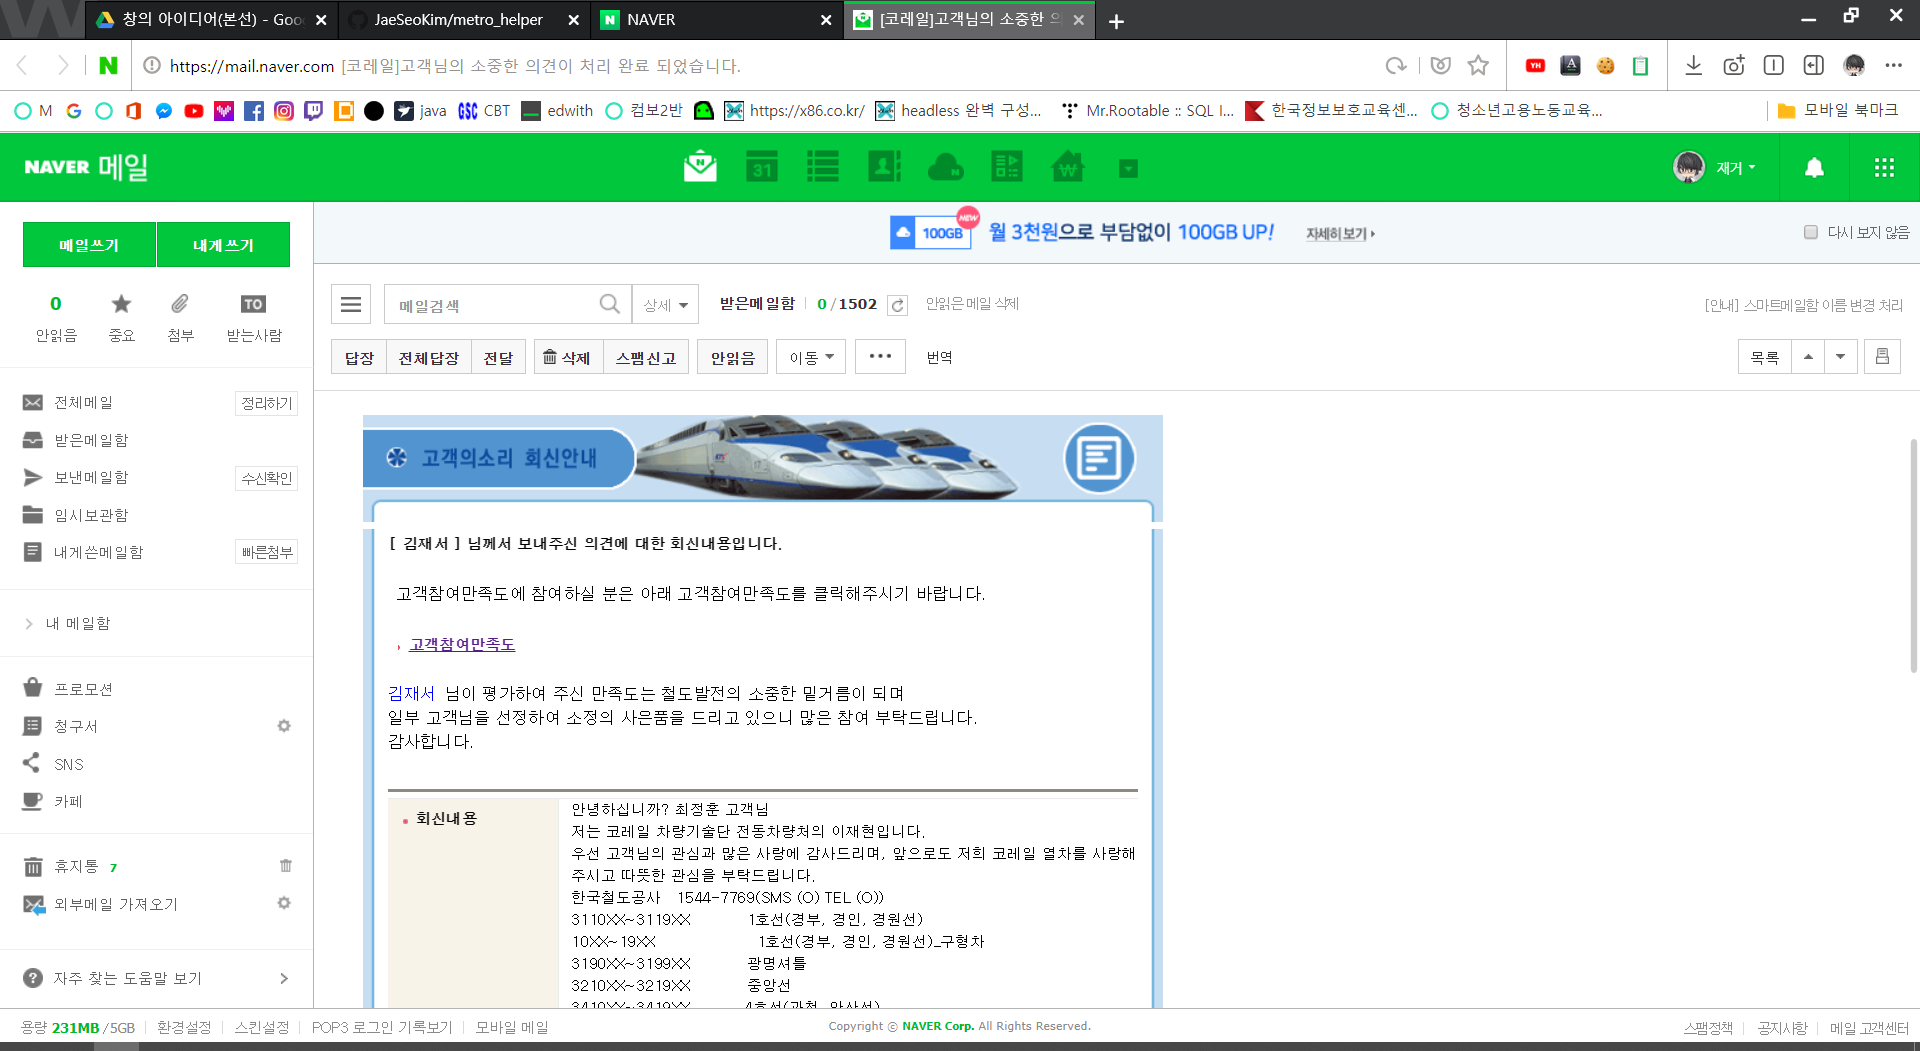 창의 아이디어(본선) - Goo
JaeSeoKim/metro_helper
NAVER
[코레일]고객님의 소중한 의
https://mail.naver.com [코레일]고객님의 소중한 의견이 처리 완료 되었습니다.
M
java
GSC CBT
edwith
컴보2반
https://x86.co.kr/
headless 완벽 구성...
Mr.Rootable :: SQL I...
한국정보보호교육센...
청소년고용노동교육...
모바일 북마크
NAVER 메일
31
재거
메일쓰기
내게쓰기
100GB
NEW
월 3천원으로 부담없이 100GB UP!
자세히 보기
다시 보지 않음
0
안읽음
중요
첨부
TO
받는사람
메일검색
상세
받은메일함
0 / 1502
안읽은 메일 삭제
[안내] 스마트메일함 이름 변경 처리
답장
전체답장
전달
삭제
스팸신고
안읽음
이동
번역
목록
전체메일
정리하기
받은메일함
보낸메일함
수신확인
임시보관함
내게쓴메일함
빠른첨부
내 메일함
프로모션
청구서
SNS
카페
휴지통 7
외부메일 가져오기
자주 찾는 도움말 보기
고객의소리 회신안내
[ 김재서 ] 님께서 보내주신 의견에 대한 회신내용입니다.
고객참여만족도에 참여하실 분은 아래 고객참여만족도를 클릭해주시기 바랍니다.
고객참여만족도
김재서 님이 평가하여 주신 만족도는 철도발전의 소중한 밑거름이 되며
일부 고객님을 선정하여 소정의 사은품을 드리고 있으니 많은 참여 부탁드립니다.
감사합니다.
회신내용
안녕하십니까? 최정훈 고객님
저는 코레일 차량기술단 전동차량처의 이재현입니다.
우선 고객님의 관심과 많은 사랑에 감사드리며, 앞으로도 저희 코레일 열차를 사랑해
주시고 따뜻한 관심을 부탁드립니다.
한국철도공사 1544-7769(SMS (O) TEL (O))
3110XX~3119XX 1호선(경부, 경인, 경원선)
10XX~19XX 1호선(경부, 경인, 경원선)_구형차
3190XX~3199XX 광명셔틀
3210XX~3219XX 중앙선
3410XX~3419XX 4호선(과천, 안산선)
용량 231MB /5GB
환경설정
스킨설정
POP3 로그인 기록보기
모바일 메일
Copyright ⓒ NAVER Corp. All Rights Reserved.
스팸정책
공지사항
메일 고객센터